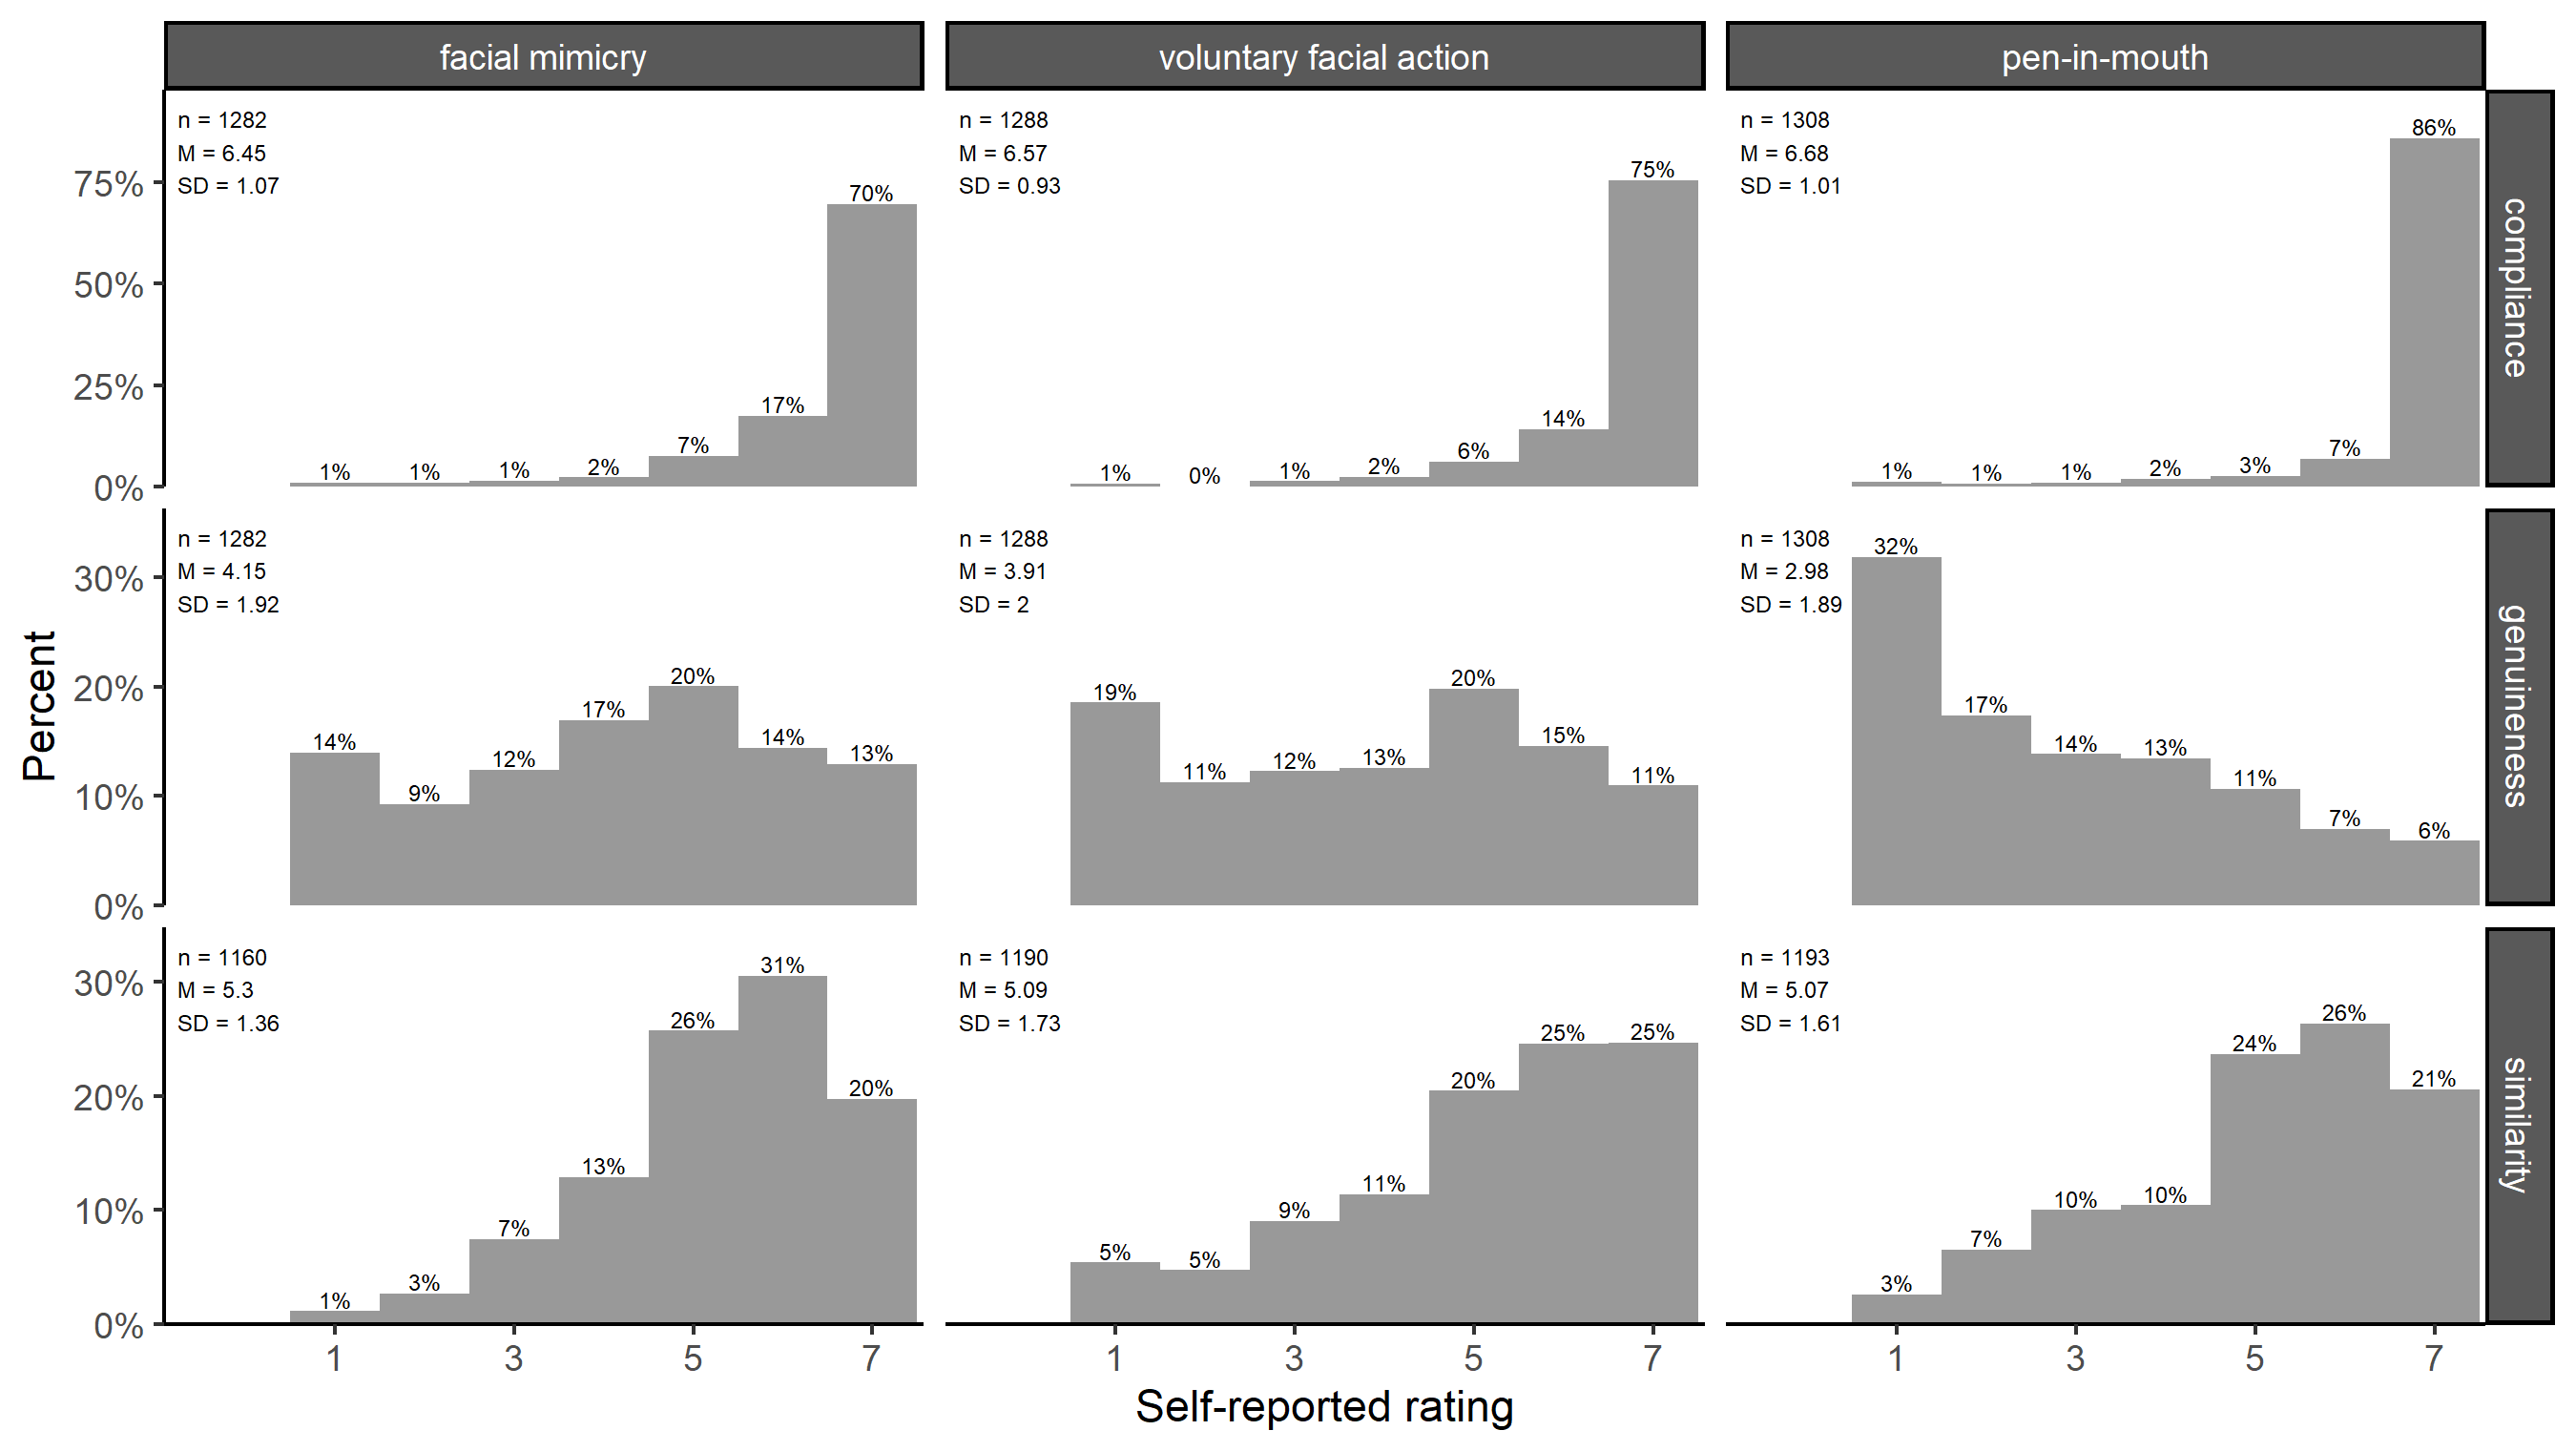 facial mimicry
voluntary facial action
pen-in-mouth
n = 1282
M = 6.45
SD = 1.07
1%
1%
1%
2%
7%
17%
70%
n = 1288
M = 6.57
SD = 0.93
1%
0%
1%
2%
6%
14%
75%
n = 1308
M = 6.68
SD = 1.01
1%
1%
1%
2%
3%
7%
86%
75%
50%
25%
0%
compliance
n = 1282
M = 4.15
SD = 1.92
14%
9%
12%
17%
20%
14%
13%
n = 1288
M = 3.91
SD = 2
19%
11%
12%
13%
20%
15%
11%
n = 1308
M = 2.98
SD = 1.89
32%
17%
14%
13%
11%
7%
6%
30%
20%
10%
0%
genuineness
Percent
n = 1160
M = 5.3
SD = 1.36
1%
3%
7%
13%
26%
31%
20%
n = 1190
M = 5.09
SD = 1.73
5%
5%
9%
11%
20%
25%
25%
n = 1193
M = 5.07
SD = 1.61
3%
7%
10%
10%
24%
26%
21%
30%
20%
10%
0%
similarity
1 3 5 7
1 3 5 7
1 3 5 7
Self-reported rating